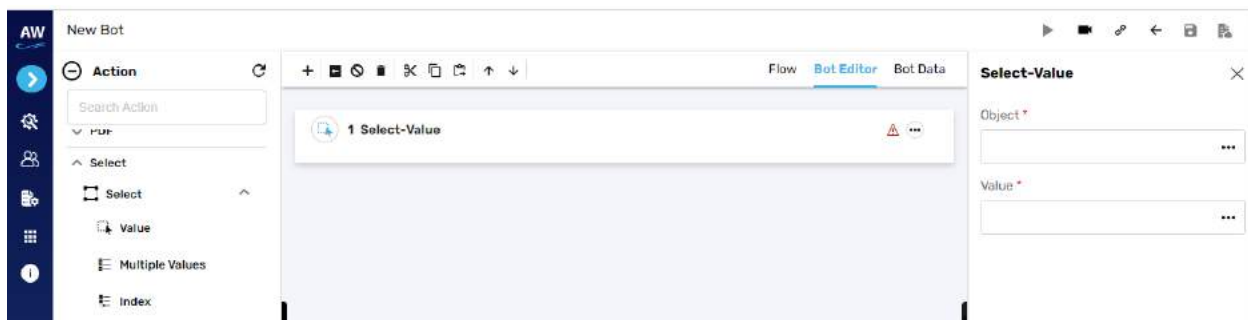 AW
New Bot
Action
Search Action
PDF
Select
Select
Value
Multiple Values
Index
Flow Bot Editor Bot Data
1 Select-Value
Select-Value
Object *
Value *